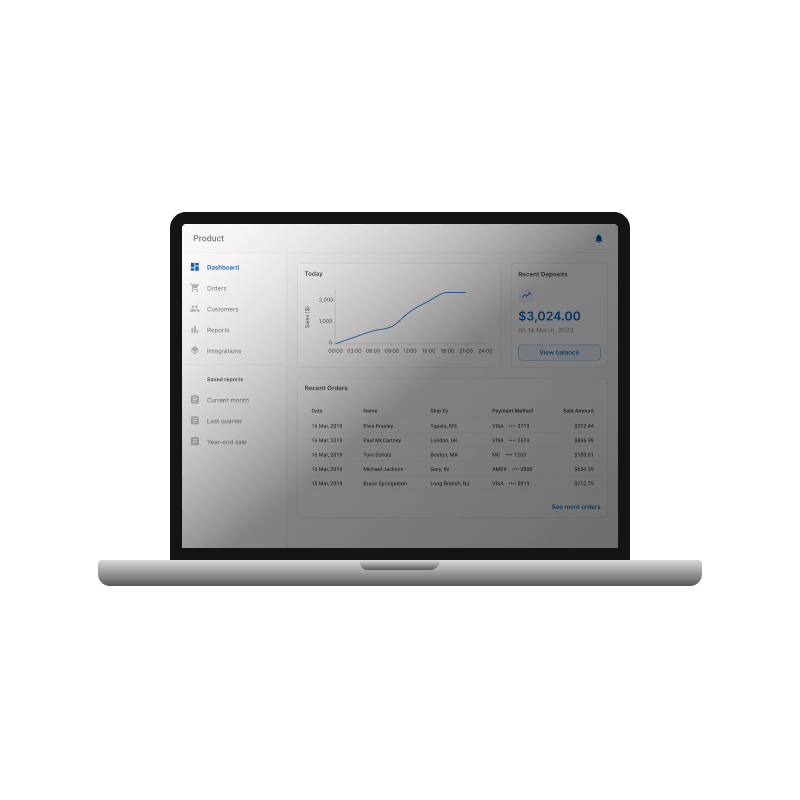 Product
Dashboard
Orders
Customers
Reports
Integrations
Saved reports
Current month
Last quarter
Year-end sale
Today
Sales ($)
2,000
1,000
0
00:00 03:00 06:00 09:00 12:00 15:00 18:00 21:00 24:00
Recent Deposits
$3,024.00
on 14 March, 2023
View balance
Recent Orders
Date Name Ship To Payment Method Sale Amount
16 Mar, 2019 Elvis Presley Tupelo, MS VISA •••• 3719 $312.44
16 Mar, 2019 Paul McCartney London, UK VISA •••• 2574 $866.99
16 Mar, 2019 Tom Scholz Boston, MA MC •••• 1253 $100.81
16 Mar, 2019 Michael Jackson Gary, IN AMEX •••• 2000 $654.39
15 Mar, 2019 Bruce Springsteen Long Branch, NJ VISA •••• 5919 $212.79
See more orders